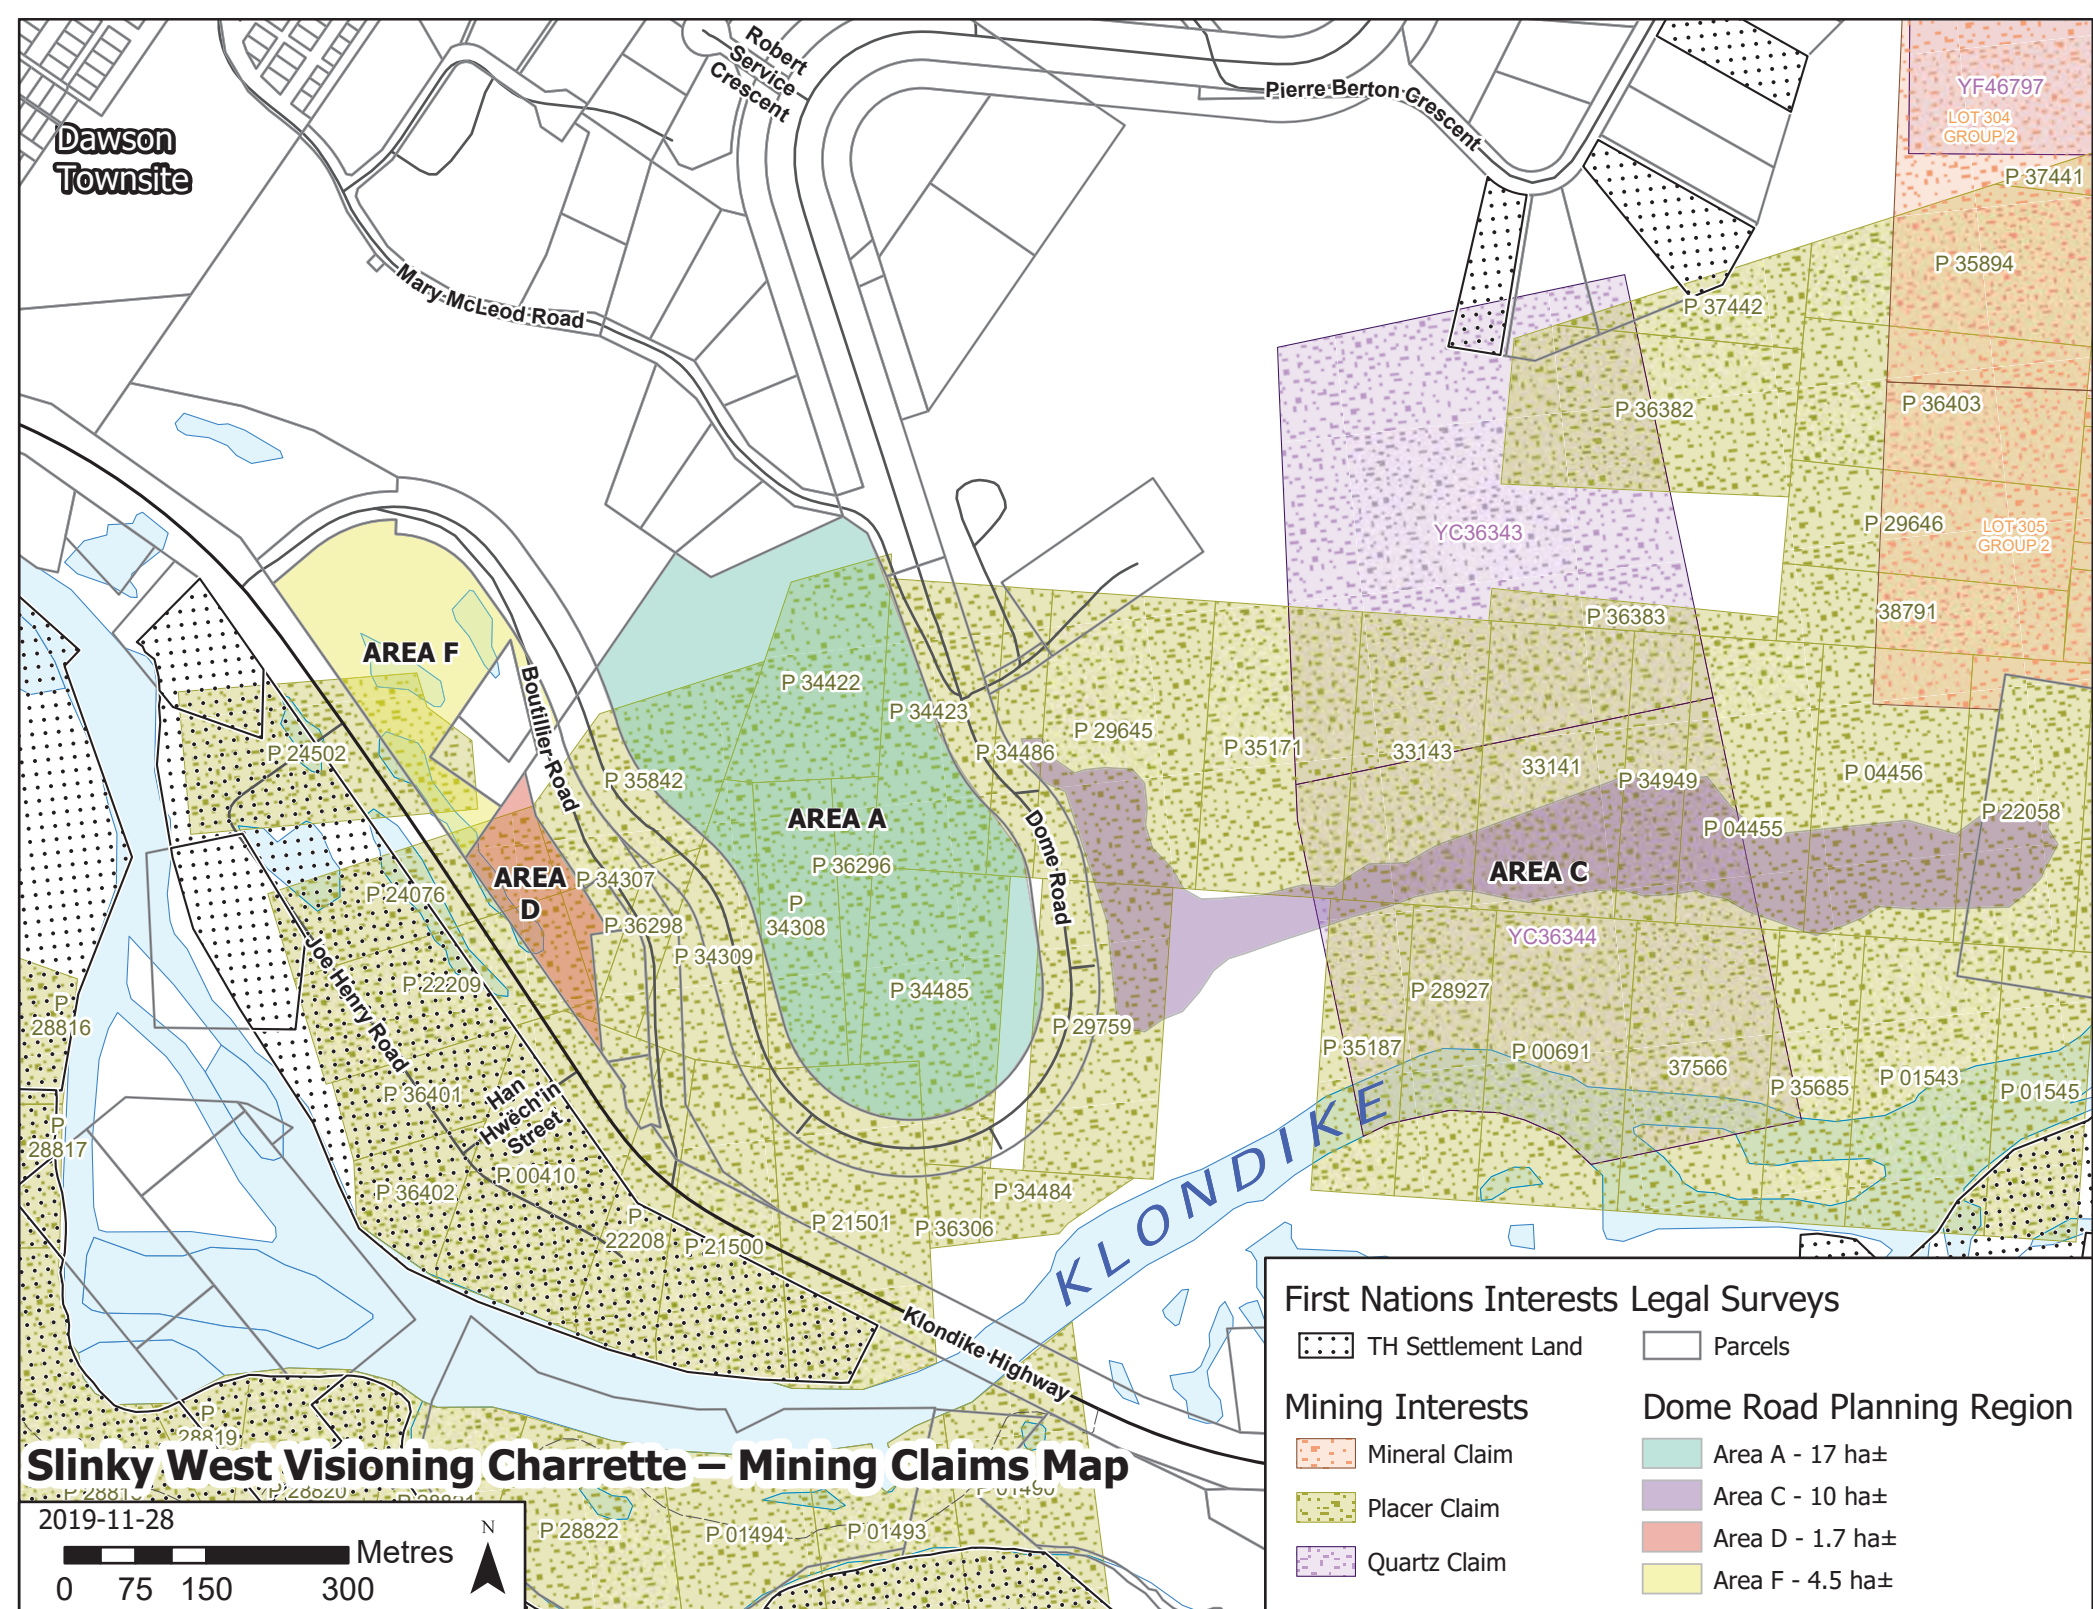 Dawson
Townsite
Robert
Service
Crescent
Pierre Berton Crescent
YF46797
LOT 304
GROUP 2
P 37441
P 35894
P 37442
Mary McLeod Road
P 36382
P 36403
YC36343
P 29646
LOT 305
GROUP 2
P 36383
38791
AREA F
Boutillier Road
P 34422
P 34423
P 24502
P 35842
P 34486
P 29645
P 35171
33143
33141
P 34949
P 04456
P 04455
P 22058
AREA A
Dome Road
P 36296
AREA
D
P 34307
AREA C
P 24076
P 36298
P
34308
P 34309
YC36344
Joe Henry Road
P 22209
P 34485
P 28927
P
28816
P 29759
P 35187
P 00691
37566
P 35685
P 01543
P 01545
P 36401
Han
Hwëch'in
Street
P
28817
P 36402
P 00410
P 34484
P
22208
P 21500
P 21501
P 36306
KLONDIKE
Klondike Highway
P
28819
Slinky West Visioning Charrette – Mining Claims Map
P 28820
P 28821
P 01490
P 28822
P 01494
P 01493
2019-11-28
Metres
0 75 150 300
N
First Nations Interests
TH Settlement Land
Mining Interests
Mineral Claim
Placer Claim
Quartz Claim
Legal Surveys
Parcels
Dome Road Planning Region
Area A - 17 ha±
Area C - 10 ha±
Area D - 1.7 ha±
Area F - 4.5 ha±